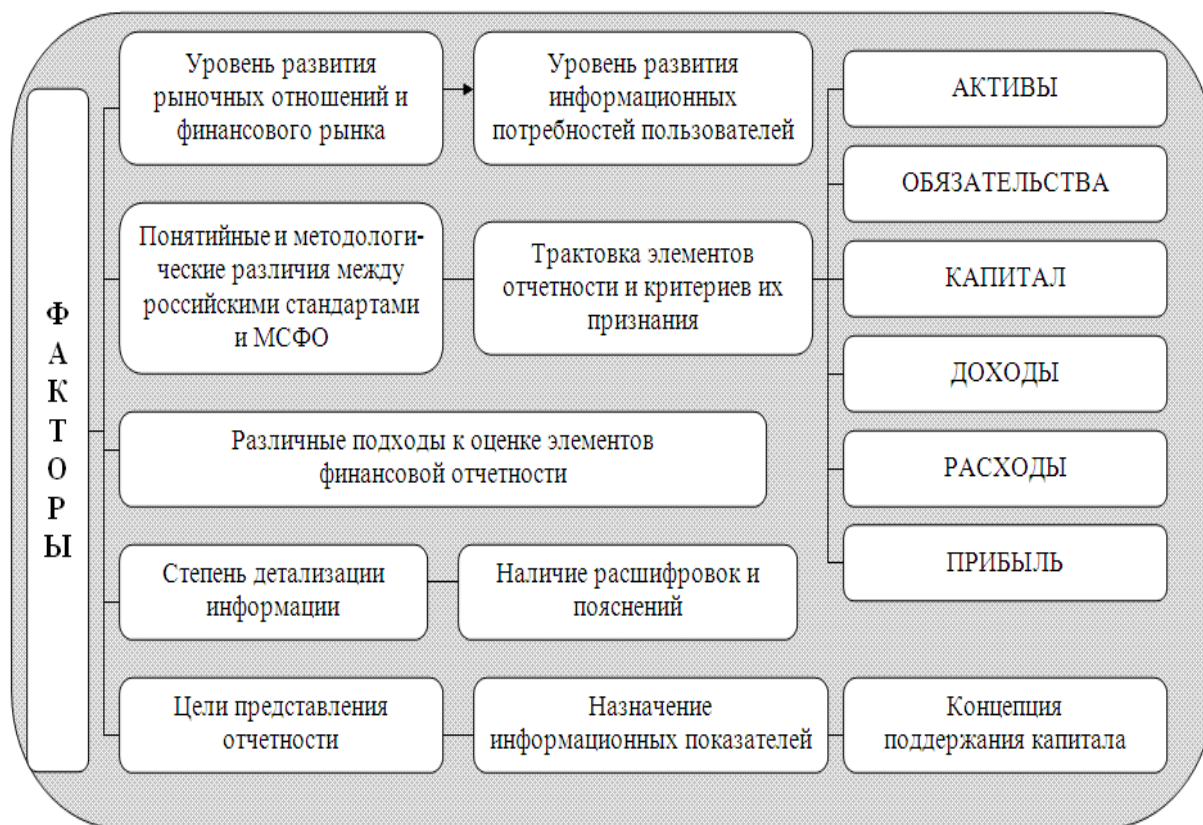 ФАКТОРЫ
Уровень развития
рыночных отношений и
финансового рынка
Уровень развития
информационных
потребностей пользователей
Понятийные и методологи-
ческие различия между
российскими стандартами
и МСФО
Трактовка элементов
отчетности и критериев их
признания
АКТИВЫ
ОБЯЗАТЕЛЬСТВА
КАПИТАЛ
ДОХОДЫ
РАСХОДЫ
ПРИБЫЛЬ
Различные подходы к оценке элементов
финансовой отчетности
Степень детализации
информации
Наличие расшифровок и
пояснений
Цели представления
отчетности
Назначение
информационных показателей
Концепция
поддержания капитала